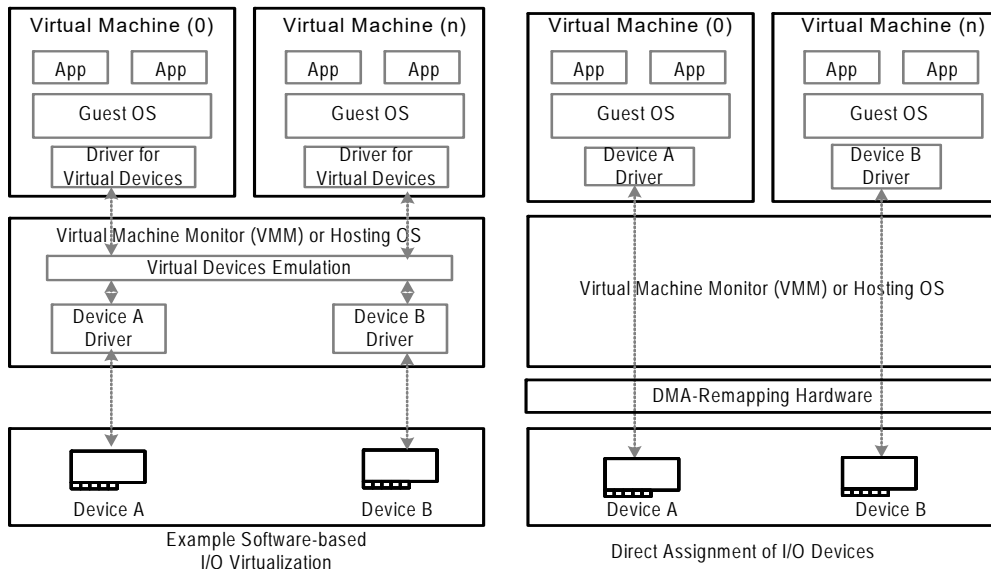 Virtual Machine (0)
App
App
Guest OS
Driver for
Virtual Devices
Virtual Machine (n)
App
App
Guest OS
Driver for
Virtual Devices
Virtual Machine Monitor (VMM) or Hosting OS
Virtual Devices Emulation
Device A
Driver
Device B
Driver
Device A
Device B
Example Software-based
I/O Virtualization
Virtual Machine (0)
App
App
Guest OS
Device A
Driver
Virtual Machine (n)
App
App
Guest OS
Device B
Driver
Virtual Machine Monitor (VMM) or Hosting OS
DMA-Remapping Hardware
Device A
Device B
Direct Assignment of I/O Devices